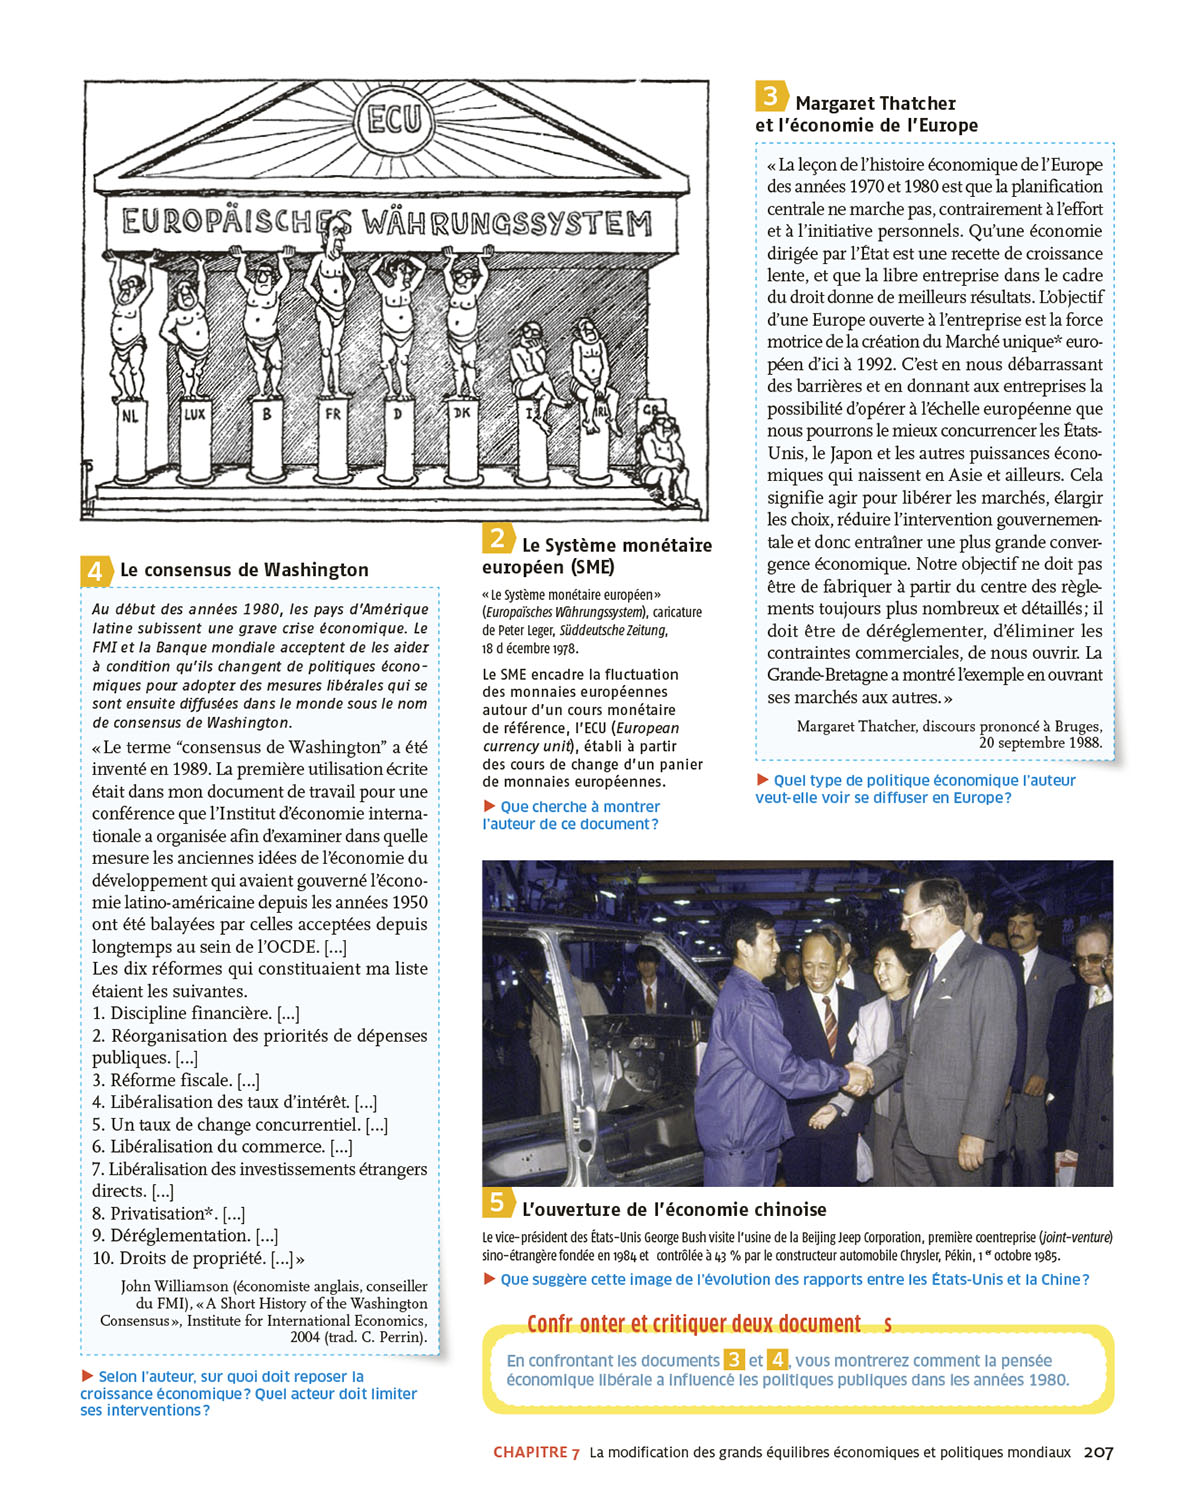 ECU
EUROPÄISCHES WÄHRUNGSSYSTEM
NL
LUX
B
FR
D
DK
I
IRL
GB
2 Le Système monétaire
européen (SME)
« Le Système monétaire européen »
(Europaïsches Währungssystem), caricature
de Peter Leger, Süddeutsche Zeitung,
18 d écembre 1978.
Le SME encadre la fluctuation
des monnaies européennes
autour d'un cours monétaire
de référence, l'ECU (European
currency unit), établi à partir
des cours de change d'un panier
de monnaies européennes.
▶ Que cherche à montrer
l'auteur de ce document ?
3 Margaret Thatcher
et l'économie de l'Europe
« La leçon de l'histoire économique de l'Europe
des années 1970 et 1980 est que la planification
centrale ne marche pas, contrairement à l'effort
et à l'initiative personnels. Qu'une économie
dirigée par l'État est une recette de croissance
lente, et que la libre entreprise dans le cadre
du droit donne de meilleurs résultats. L'objectif
d'une Europe ouverte à l'entreprise est la force
motrice de la création du Marché unique* euro-
péen d'ici à 1992. C'est en nous débarrassant
des barrières et en donnant aux entreprises la
possibilité d'opérer à l'échelle européenne que
nous pourrons le mieux concurrencer les États-
Unis, le Japon et les autres puissances écono-
miques qui naissent en Asie et ailleurs. Cela
signifie agir pour libérer les marchés, élargir
les choix, réduire l'intervention gouvernemen-
tale et donc entraîner une plus grande conver-
gence économique. Notre objectif ne doit pas
être de fabriquer à partir du centre des règle-
ments toujours plus nombreux et détaillés ; il
doit être de déréglementer, d'éliminer les
contraintes commerciales, de nous ouvrir. La
Grande-Bretagne a montré l'exemple en ouvrant
ses marchés aux autres. »
Margaret Thatcher, discours prononcé à Bruges,
20 septembre 1988.
▶ Quel type de politique économique l'auteur
veut-elle voir se diffuser en Europe ?
4 Le consensus de Washington
Au début des années 1980, les pays d'Amérique
latine subissent une grave crise économique. Le
FMI et la Banque mondiale acceptent de les aider
à condition qu'ils changent de politiques écono-
miques pour adopter des mesures libérales qui se
sont ensuite diffusées dans le monde sous le nom
de consensus de Washington.
« Le terme “consensus de Washington” a été
inventé en 1989. La première utilisation écrite
était dans mon document de travail pour une
conférence que l'Institut d'économie interna-
tionale a organisée afin d'examiner dans quelle
mesure les anciennes idées de l'économie du
développement qui avaient gouverné l'écono-
mie latino-américaine depuis les années 1950
ont été balayées par celles acceptées depuis
longtemps au sein de l'OCDE. [...]
Les dix réformes qui constituaient ma liste
étaient les suivantes.
1. Discipline financière. [...]
2. Réorganisation des priorités de dépenses
publiques. [...]
3. Réforme fiscale. [...]
4. Libéralisation des taux d'intérêt. [...]
5. Un taux de change concurrentiel. [...]
6. Libéralisation du commerce. [...]
7. Libéralisation des investissements étrangers
directs. [...]
8. Privatisation*. [...]
9. Déréglementation. [...]
10. Droits de propriété. [...] »
John Williamson (économiste anglais, conseiller
du FMI), « A Short History of the Washington
Consensus », Institute for International Economics,
2004 (trad. C. Perrin).
▶ Selon l'auteur, sur quoi doit reposer la
croissance économique ? Quel acteur doit limiter
ses interventions ?
5 L'ouverture de l'économie chinoise
Le vice-président des États-Unis George Bush visite l'usine de la Beijing Jeep Corporation, première coentreprise (joint-venture)
sino-étrangère fondée en 1984 et contrôlée à 43 % par le constructeur automobile Chrysler, Pékin, 1er octobre 1985.
▶ Que suggère cette image de l'évolution des rapports entre les États-Unis et la Chine ?
Confr onter et critiquer deux document s
En confrontant les documents 3 et 4, vous montrerez comment la pensée
économique libérale a influencé les politiques publiques dans les années 1980.
CHAPITRE 7 La modification des grands équilibres économiques et politiques mondiaux 207